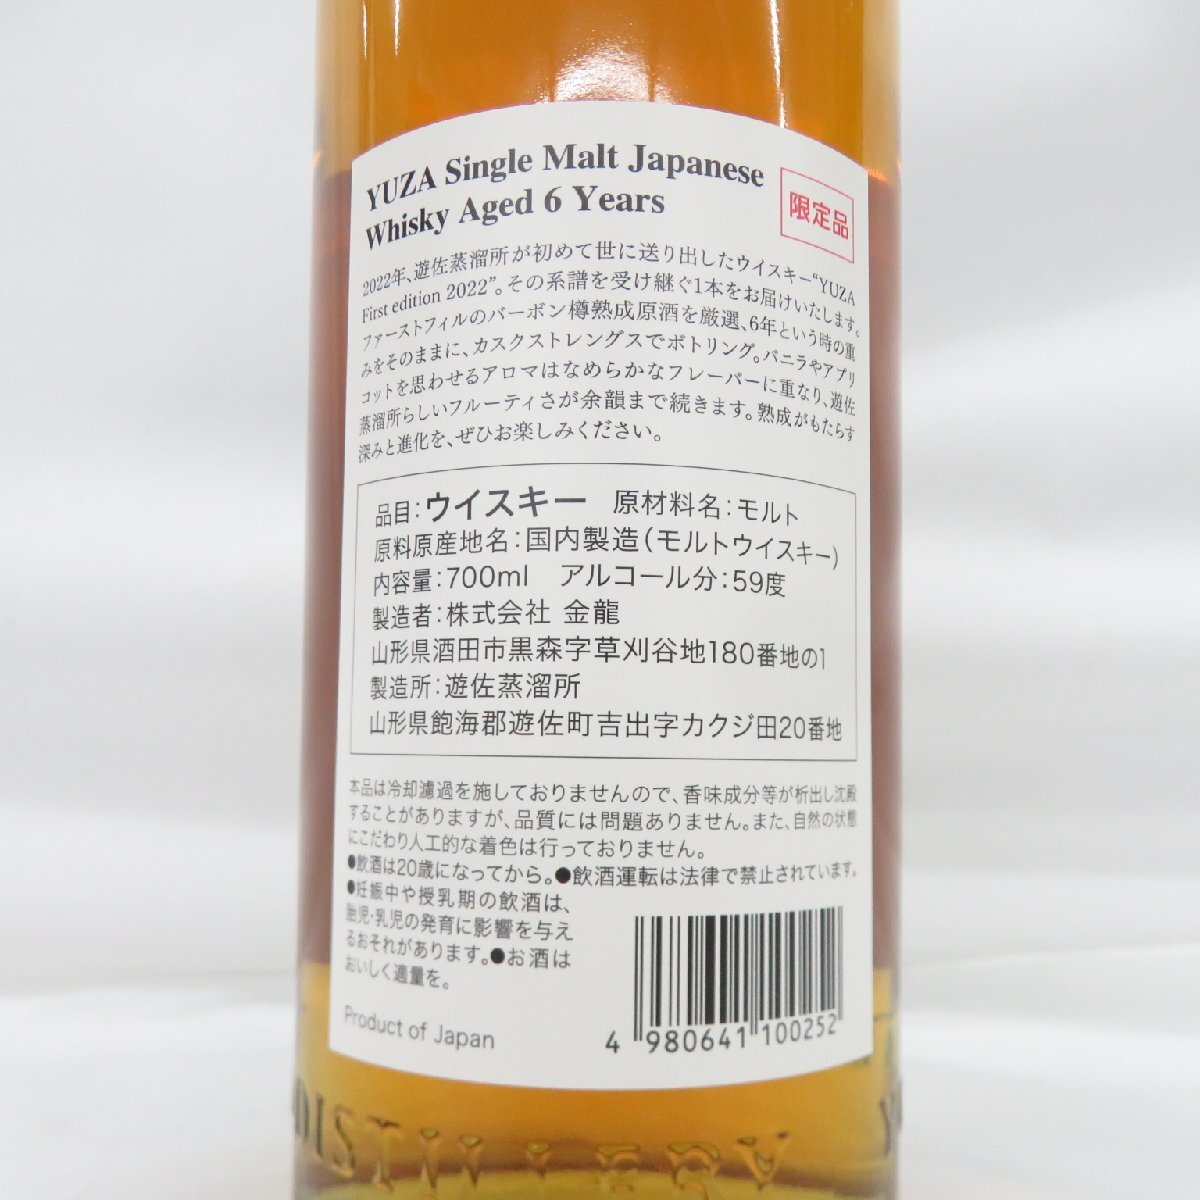 YUZA Single Malt Japanese
Whisky Aged 6 Years
限定品
2022年、遊佐蒸溜所が初めて世に送り出したウイスキー“YUZA
First edition 2022”。その系譜を受け継ぐ1本をお届けいたします。
ファーストフィルのバーボン樽熟成原酒を厳選、6年という時の重
みをそのままに、カスクストレングスでボトリング。バニラやアプリ
コットを思わせるアロマはなめらかなフレーバーに重なり、遊佐
蒸溜所らしいフルーティさが余韻まで続きます。熟成がもたらす
深みと進化を、ぜひお楽しみください。
品目：ウイスキー 原材料名：モルト
原料原産地名：国内製造（モルトウイスキー）
内容量：700ml アルコール分：59度
製造者：株式会社 金龍
山形県酒田市黒森字草刈谷地180番地の1
製造所：遊佐蒸溜所
山形県飽海郡遊佐町吉出字カクジ田20番地
本品は冷却濾過を施しておりませんので、香味成分等が析出し沈殿
することがありますが、品質には問題ありません。また、自然の状態
にこだわり人工的な着色は行っておりません。
●飲酒は20歳になってから。●飲酒運転は法律で禁止されています。
●妊娠中や授乳期の飲酒は、
胎児・乳児の発育に影響を与え
るおそれがあります。●お酒は
おいしく適量を。
Product of Japan
4 980641 100252
DISTILLERY